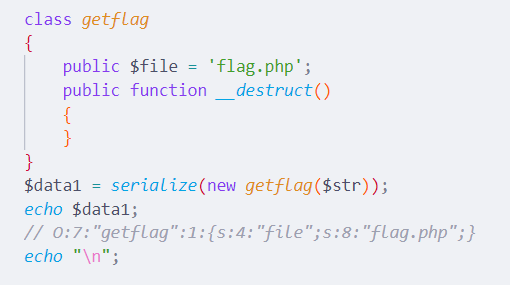 class getflag
{
    public $file = 'flag.php';
    public function __destruct()
    {
    }
}
$data1 = serialize(new getflag($str));
echo $data1;
// O:7:"getflag":1:{s:4:"file";s:8:"flag.php";}
echo "\n";